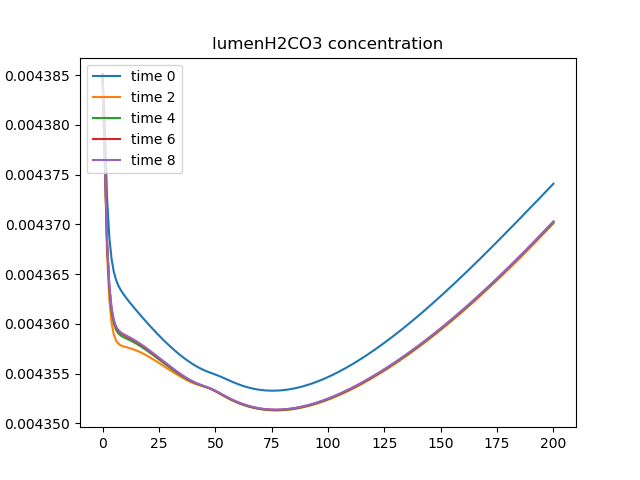 lumenH2CO3 concentration
0.004385
0.004380
0.004375
0.004370
0.004365
0.004360
0.004355
0.004350
time 0
time 2
time 4
time 6
time 8
0 25 50 75 100 125 150 175 200